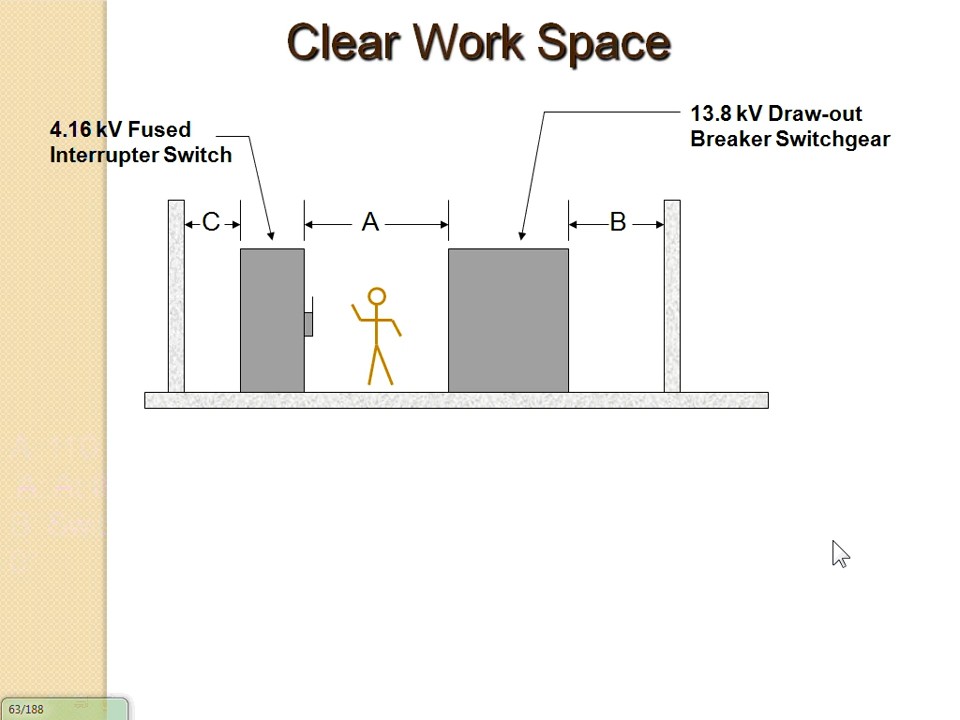 Clear Work Space
4.16 kV Fused
Interrupter Switch
13.8 kV Draw-out
Breaker Switchgear
C
A
B
63/188